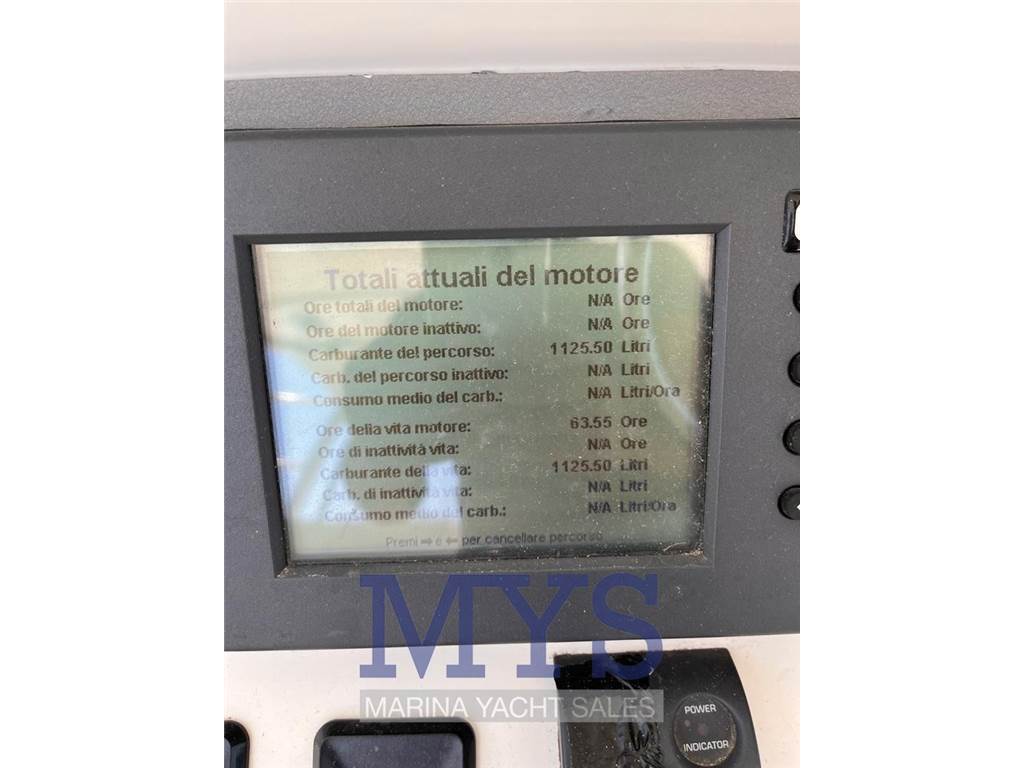 Totali attuali del motore
Ore totali del motore: N/A Ore
Ore del motore inattivo: N/A Ore
Carburante del percorso: 1125.50 Litri
Carb. del percorso inattivo: N/A Litri
Consumo medio del carb.: N/A Litri/Ora
Ore della vita motore: 63.55 Ore
Ore di inattività vita: N/A Ore
Carburante della vita: 1125.50 Litri
Carb. di inattività vita: N/A Litri
Consumo medio del carb.: N/A Litri/Ora
Premi ➡ e ⬅ per cancellare percorso
MYS
MARINA YACHT SALES
POWER
INDICATOR